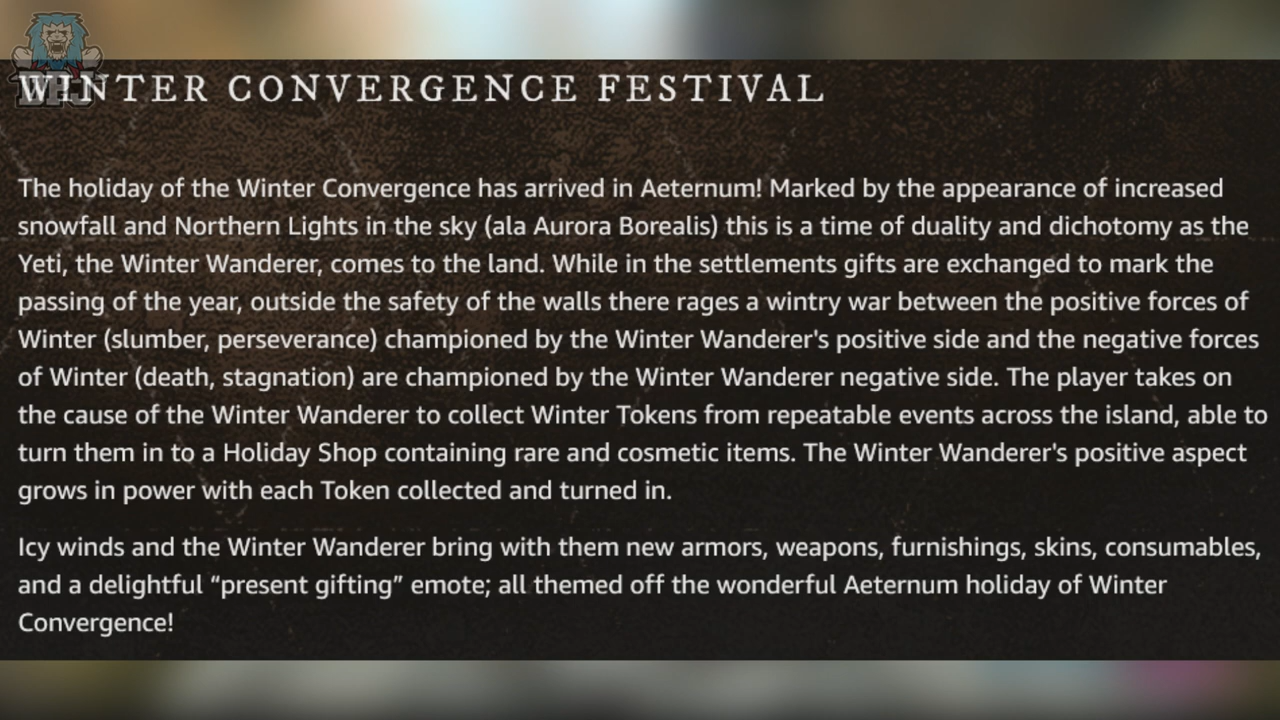 WINTER CONVERGENCE FESTIVAL
The holiday of the Winter Convergence has arrived in Aeternum! Marked by the appearance of increased
snowfall and Northern Lights in the sky (ala Aurora Borealis) this is a time of duality and dichotomy as the
Yeti, the Winter Wanderer, comes to the land. While in the settlements gifts are exchanged to mark the
passing of the year, outside the safety of the walls there rages a wintry war between the positive forces of
Winter (slumber, perseverance) championed by the Winter Wanderer's positive side and the negative forces
of Winter (death, stagnation) are championed by the Winter Wanderer negative side. The player takes on
the cause of the Winter Wanderer to collect Winter Tokens from repeatable events across the island, able to
turn them in to a Holiday Shop containing rare and cosmetic items. The Winter Wanderer's positive aspect
grows in power with each Token collected and turned in.
Icy winds and the Winter Wanderer bring with them new armors, weapons, furnishings, skins, consumables,
and a delightful “present gifting” emote; all themed off the wonderful Aeternum holiday of Winter
Convergence!